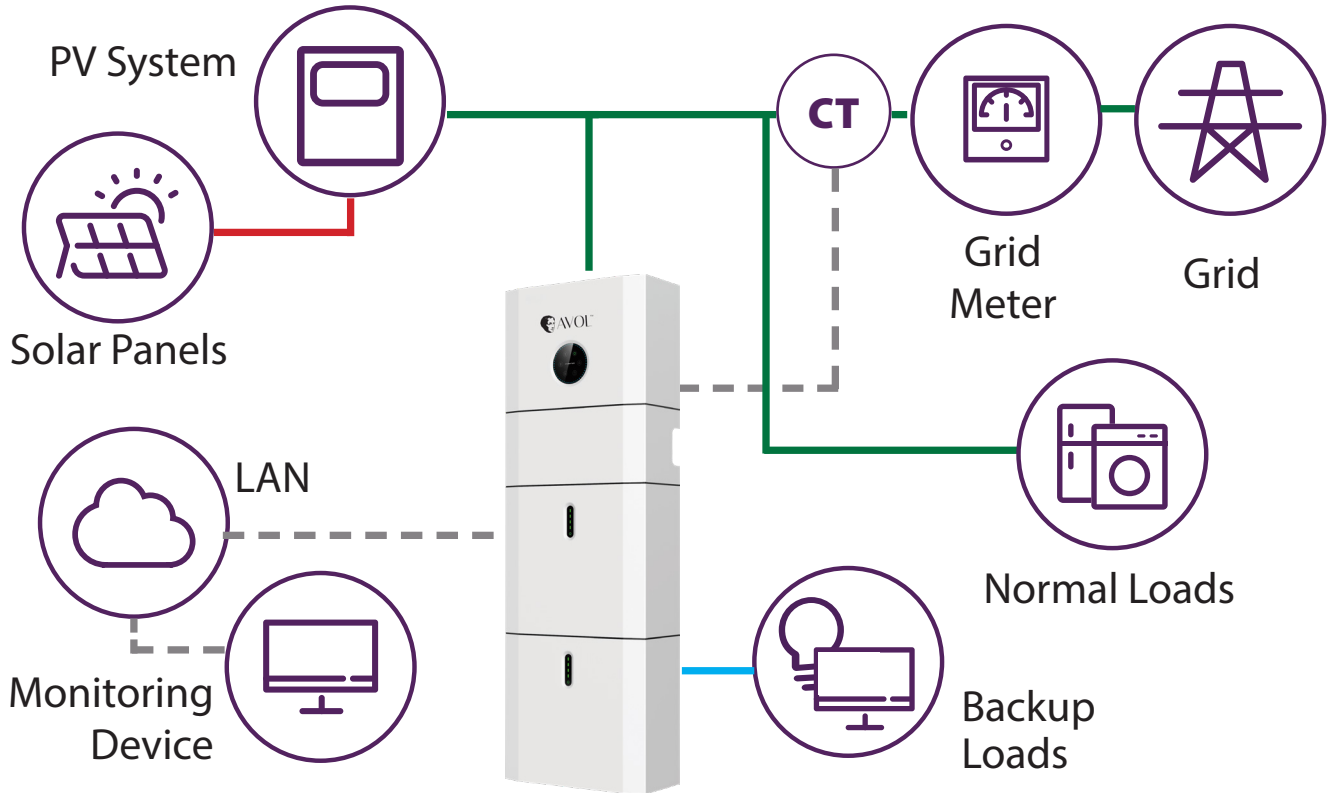 PV System
CT
Grid
Meter
Grid
Solar Panels
AVOL
LAN
Normal Loads
Monitoring
Device
Backup
Loads